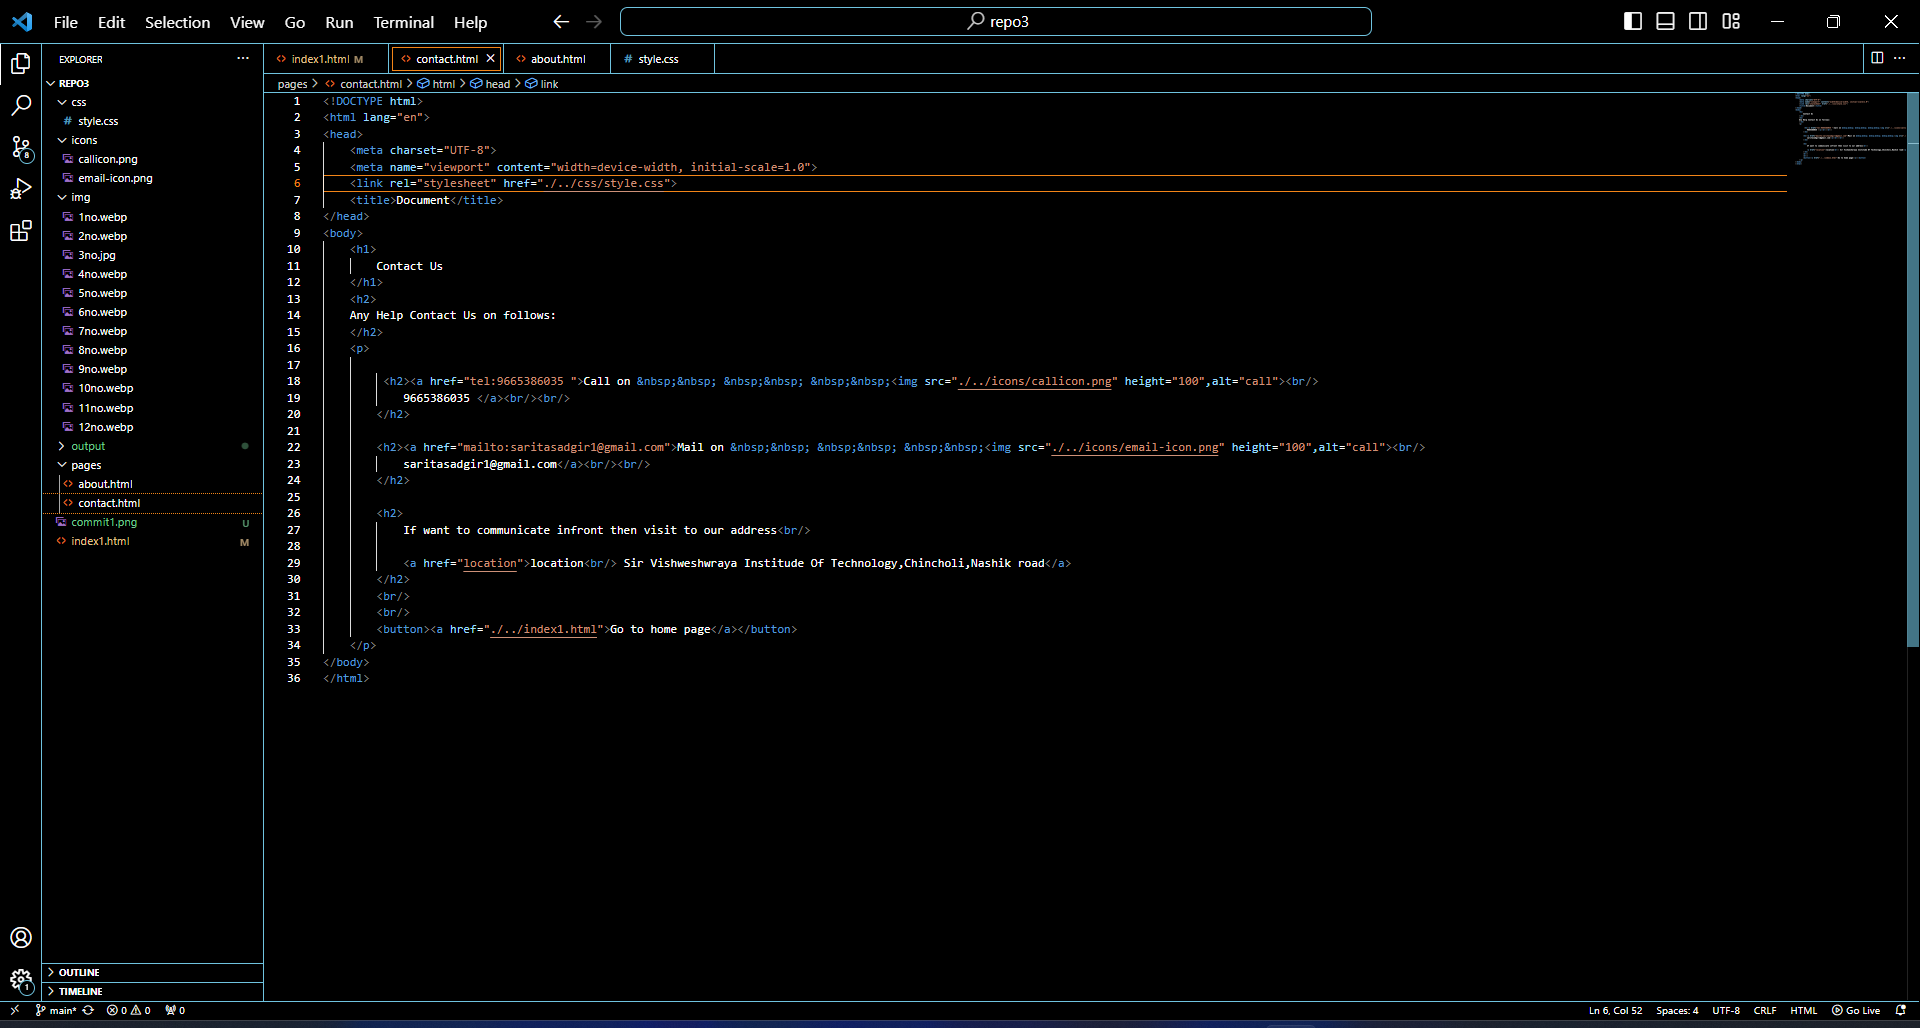 File Edit Selection View Go Run Terminal Help
repo3
EXPLORER
REPO3
css
# style.css
icons
callicon.png
email-icon.png
img
1no.webp
2no.webp
3no.jpg
4no.webp
5no.webp
6no.webp
7no.webp
8no.webp
9no.webp
10no.webp
11no.webp
12no.webp
output
pages
<> about.html
<> contact.html
commit1.png U
<> index1.html M
OUTLINE
TIMELINE
8
1
<> index1.html M <> contact.html <> about.html # style.css
pages > <> contact.html > html > head > link
1 <!DOCTYPE html>
2 <html lang="en">
3 <head>
4 <meta charset="UTF-8">
5 <meta name="viewport" content="width=device-width, initial-scale=1.0">
6 <link rel="stylesheet" href="./../css/style.css">
7 <title>Document</title>
8 </head>
9 <body>
10 <h1>
11 Contact Us
12 </h1>
13 <h2>
14 Any Help Contact Us on follows:
15 </h2>
16 <p>
17
18 <h2><a href="tel:9665386035 ">Call on &nbsp;&nbsp; &nbsp;&nbsp; &nbsp;&nbsp;<img src="./../icons/callicon.png" height="100",alt="call"><br/>
19 9665386035 </a><br/><br/>
20 </h2>
21
22 <h2><a href="mailto:saritasadgir1@gmail.com">Mail on &nbsp;&nbsp; &nbsp;&nbsp; &nbsp;&nbsp;<img src="./../icons/email-icon.png" height="100",alt="call"><br/>
23 saritasadgir1@gmail.com</a><br/><br/>
24 </h2>
25
26 <h2>
27 If want to communicate infront then visit to our address<br/>
28
29 <a href="location">location<br/> Sir Vishweshwraya Institude Of Technology,Chincholi,Nashik road</a>
30 </h2>
31 <br/>
32 <br/>
33 <button><a href="./../index1.html">Go to home page</a></button>
34 </p>
35 </body>
36 </html>
main* 0 0 0 Ln 6, Col 52 Spaces: 4 UTF-8 CRLF HTML Go Live